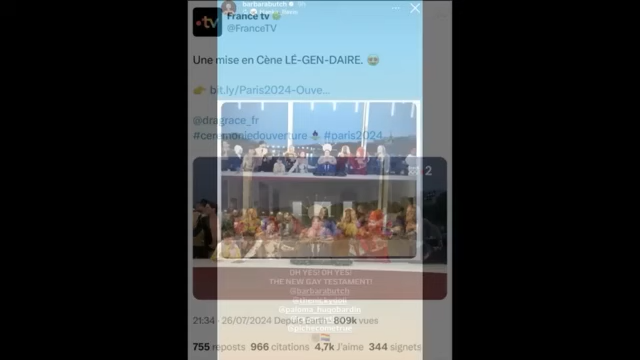 barbarabutch
France tv
@FranceTV
Une mise en Cène LÉ-GEN-DAIRE.
bit.ly/Paris2024-Ouve...
@dragrace_fr
#ceremoniedouverture #paris2024
OH YES! OH YES!
THE NEW GAY TESTAMENT!
@barbarabutch
21:34 · 26/07/2024 Depuis Earth · 809k vues
755 reposts 966 citations 4,7k J'aime 344 signets